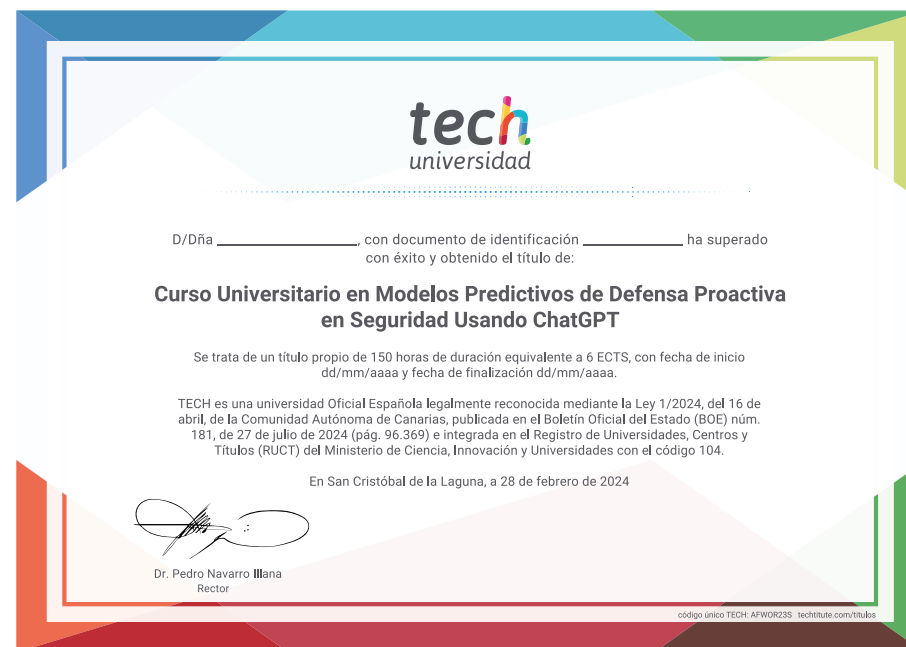 tech
universidad
D/Dña ____________________, con documento de identificación ______________ ha superado
con éxito y obtenido el título de:
Curso Universitario en Modelos Predictivos de Defensa Proactiva
en Seguridad Usando ChatGPT
Se trata de un título propio de 150 horas de duración equivalente a 6 ECTS, con fecha de inicio
dd/mm/aaaa y fecha de finalización dd/mm/aaaa.
TECH es una universidad Oficial Española legalmente reconocida mediante la Ley 1/2024, del 16 de
abril, de la Comunidad Autónoma de Canarias, publicada en el Boletín Oficial del Estado (BOE) núm.
181, de 27 de julio de 2024 (pág. 96.369) e integrada en el Registro de Universidades, Centros y
Títulos (RUCT) del Ministerio de Ciencia, Innovación y Universidades con el código 104.
En San Cristóbal de la Laguna, a 28 de febrero de 2024
Dr. Pedro Navarro Illana
Rector
código único TECH: AFWOR23S techtitute.com/titulos